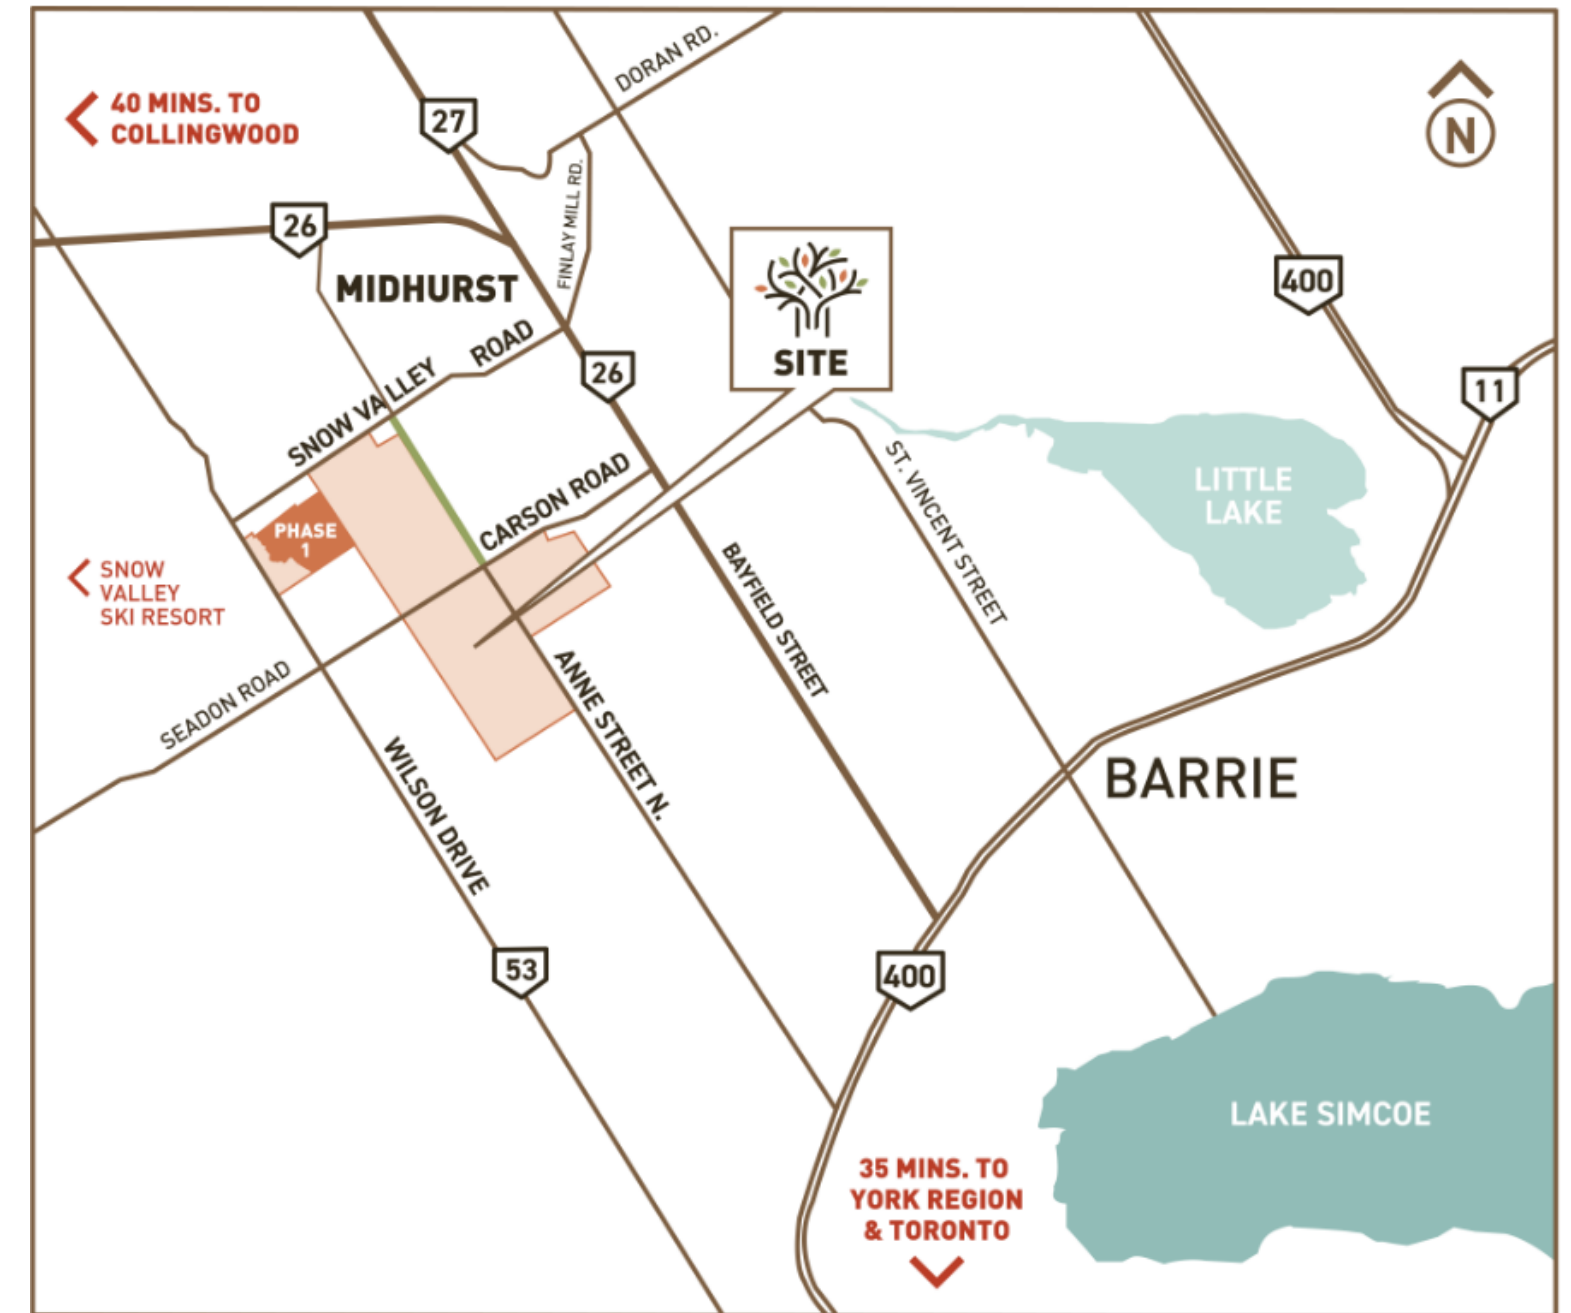 DORAN RD.
40 MINS. TO
COLLINGWOOD
27
N
FINLAY MILL RD.
26
MIDHURST
400
SITE
SNOW VALLEY ROAD
26
11
CARSON ROAD
ST. VINCENT STREET
LITTLE
LAKE
PHASE
1
SNOW
VALLEY
SKI RESORT
BAYFIELD STREET
SEADON ROAD
ANNE STREET N.
WILSON DRIVE
BARRIE
53
400
LAKE SIMCOE
35 MINS. TO
YORK REGION
& TORONTO